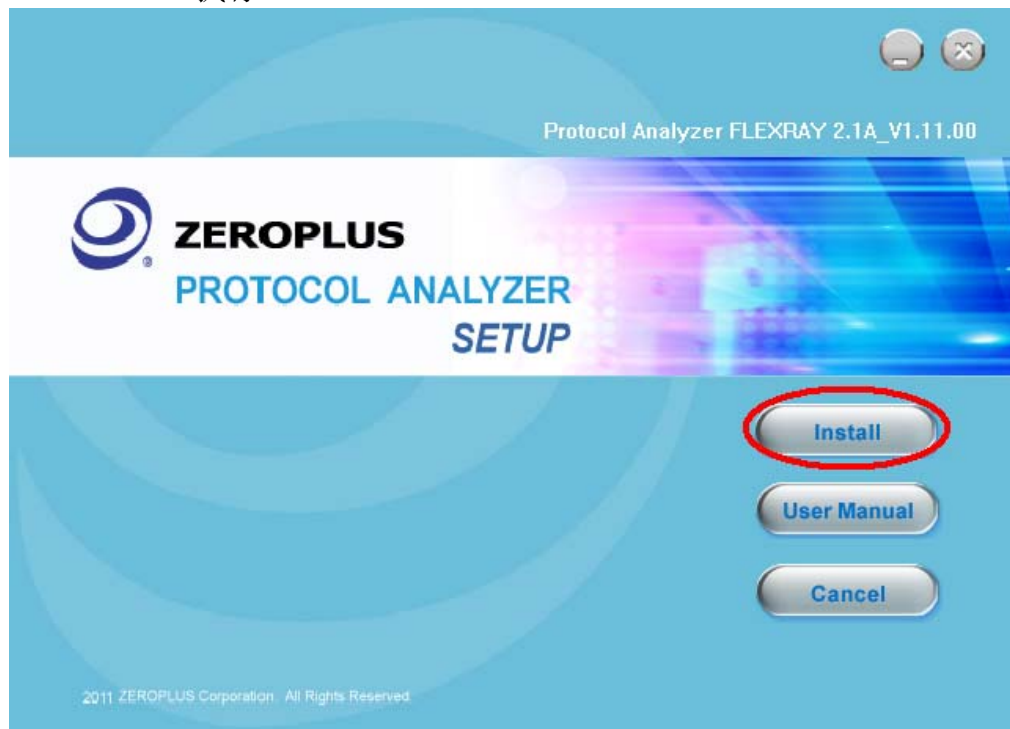 Protocol Analyzer FLEXRAY 2.1A_V1.11.00
ZEROPLUS
PROTOCOL ANALYZER
SETUP
Install
User Manual
Cancel
2011 ZEROPLUS Corporation. All Rights Reserved.